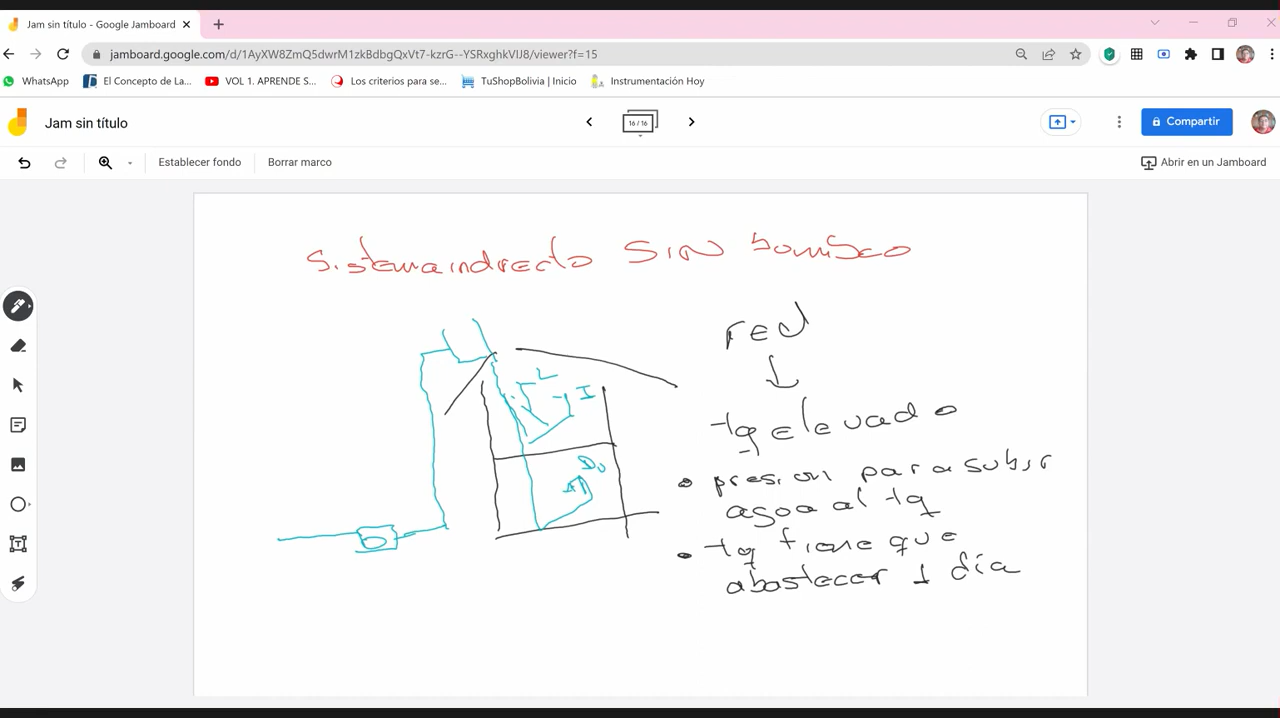 Jam sin título - Google Jamboard
jamboard.google.com/d/1AyXW8ZmQ5dwrM1zkBdbgQxVt7-kzrG--YSRxghkVIJ8/viewer?f=15
WhatsApp
El Concepto de La...
VOL 1. APRENDE S...
Los criterios para se...
TuShopBolivia | Inicio
Instrumentación Hoy
Jam sin título
16 / 16
Compartir
Establecer fondo
Borrar marco
Abrir en un Jamboard
Sistema indirecto SIN bombeo
red
tq elevado
L
I
Du
presion para subir
agua al tq
tq tiene que
abastecer 1 día